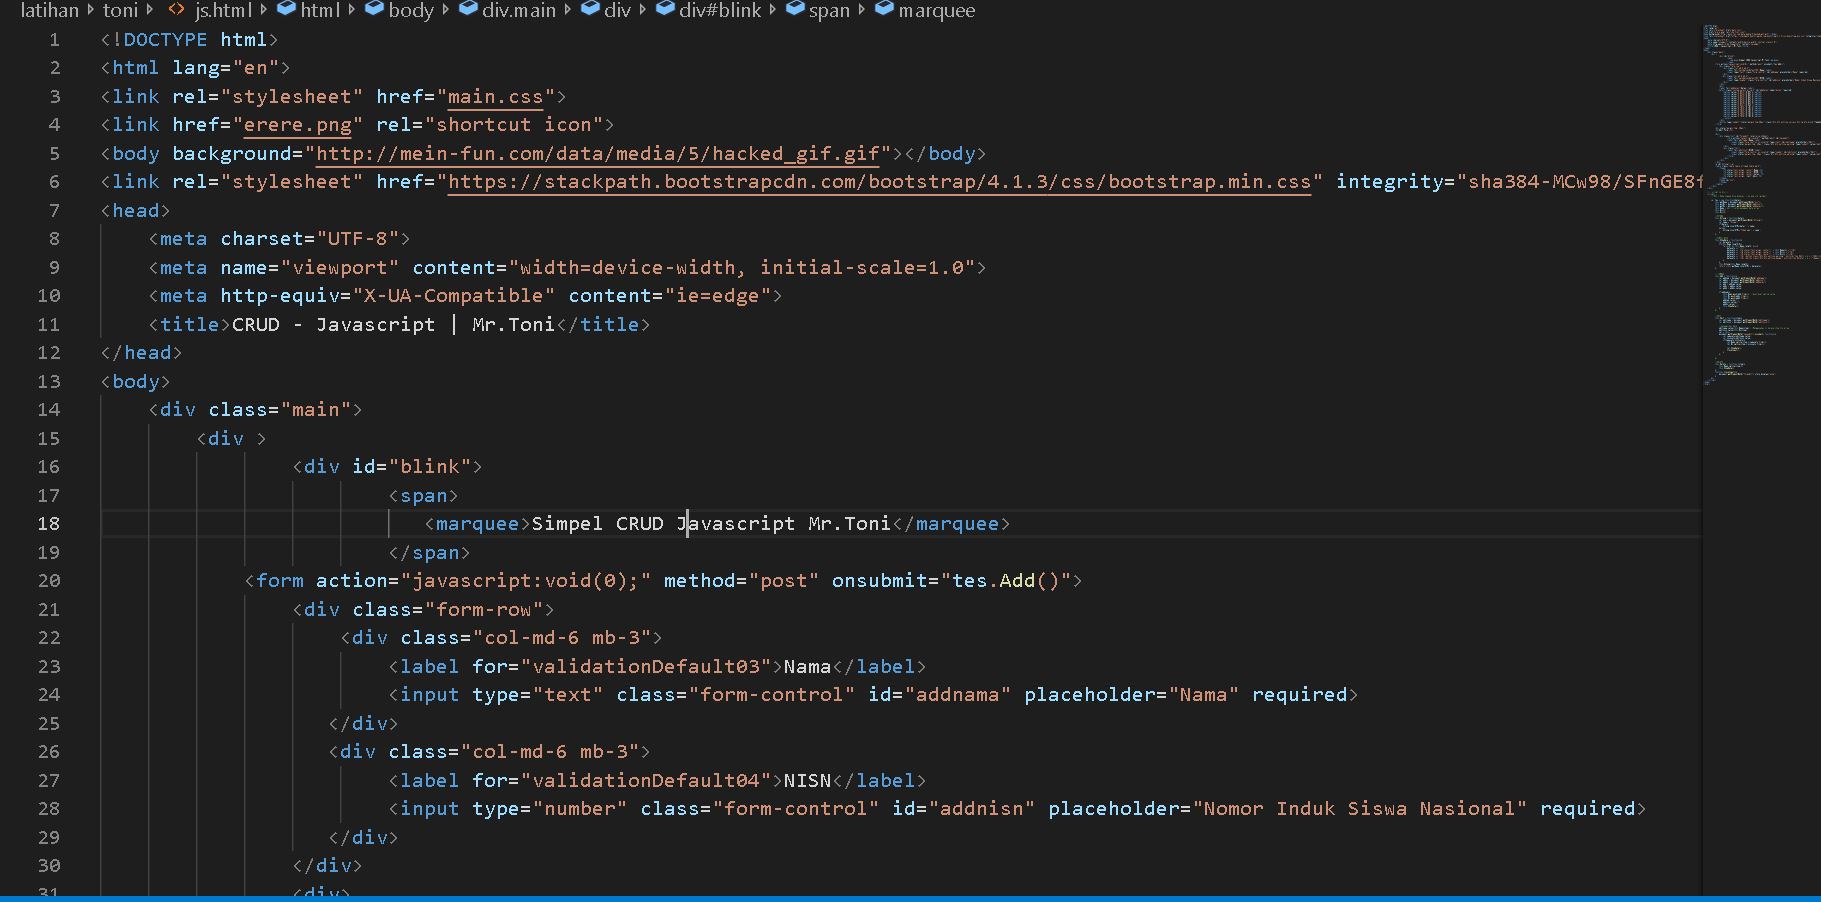 latihan › toni › <> js.html › html › body › div.main › div › div#blink › span › marquee
1 <!DOCTYPE html>
2 <html lang="en">
3 <link rel="stylesheet" href="main.css">
4 <link href="erere.png" rel="shortcut icon">
5 <body background="http://mein-fun.com/data/media/5/hacked_gif.gif"></body>
6 <link rel="stylesheet" href="https://stackpath.bootstrapcdn.com/bootstrap/4.1.3/css/bootstrap.min.css" integrity="sha384-MCw98/SFnGE8f
7 <head>
8 <meta charset="UTF-8">
9 <meta name="viewport" content="width=device-width, initial-scale=1.0">
10 <meta http-equiv="X-UA-Compatible" content="ie=edge">
11 <title>CRUD - Javascript | Mr.Toni</title>
12 </head>
13 <body>
14 <div class="main">
15 <div >
16 <div id="blink">
17 <span>
18 <marquee>Simpel CRUD Javascript Mr.Toni</marquee>
19 </span>
20 <form action="javascript:void(0);" method="post" onsubmit="tes.Add()">
21 <div class="form-row">
22 <div class="col-md-6 mb-3">
23 <label for="validationDefault03">Nama</label>
24 <input type="text" class="form-control" id="addnama" placeholder="Nama" required>
25 </div>
26 <div class="col-md-6 mb-3">
27 <label for="validationDefault04">NISN</label>
28 <input type="number" class="form-control" id="addnisn" placeholder="Nomor Induk Siswa Nasional" required>
29 </div>
30 </div>
31 <div>